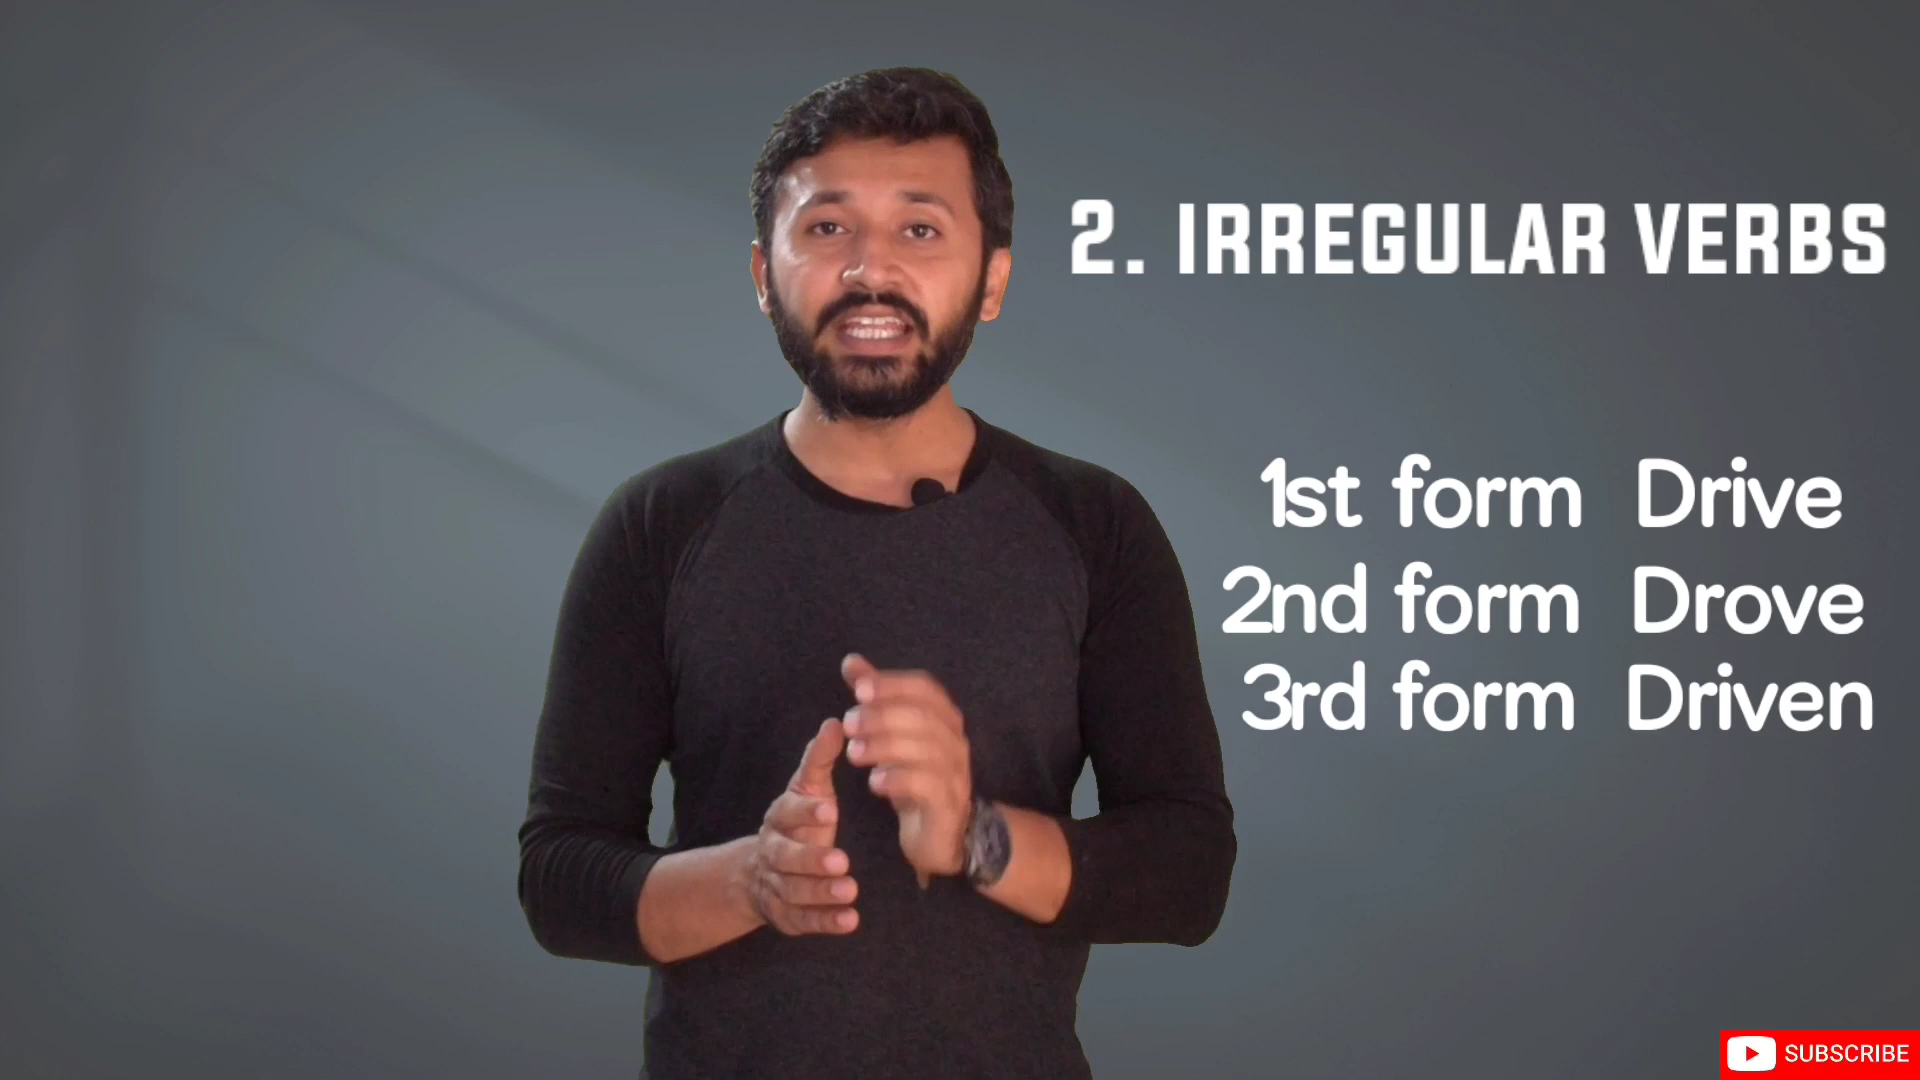 2. IRREGULAR VERBS
1st form Drive
2nd form Drove
3rd form Driven
SUBSCRIBE